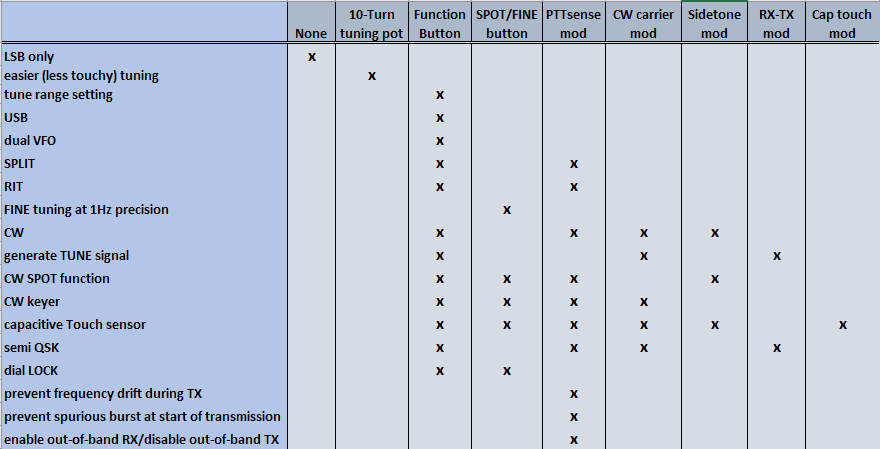 10-Turn Function SPOT/FINE PTTsense CW carrier Sidetone RX-TX Cap touch
None tuning pot Button button mod mod mod mod mod
LSB only x
easier (less touchy) tuning x
tune range setting x
USB x
dual VFO x
SPLIT x x
RIT x x
FINE tuning at 1Hz precision x
CW x x x x
generate TUNE signal x x x
CW SPOT function x x x x
CW keyer x x x x
capacitive Touch sensor x x x x x x
semi QSK x x x x
dial LOCK x x
prevent frequency drift during TX x
prevent spurious burst at start of transmission x
enable out-of-band RX/disable out-of-band TX x